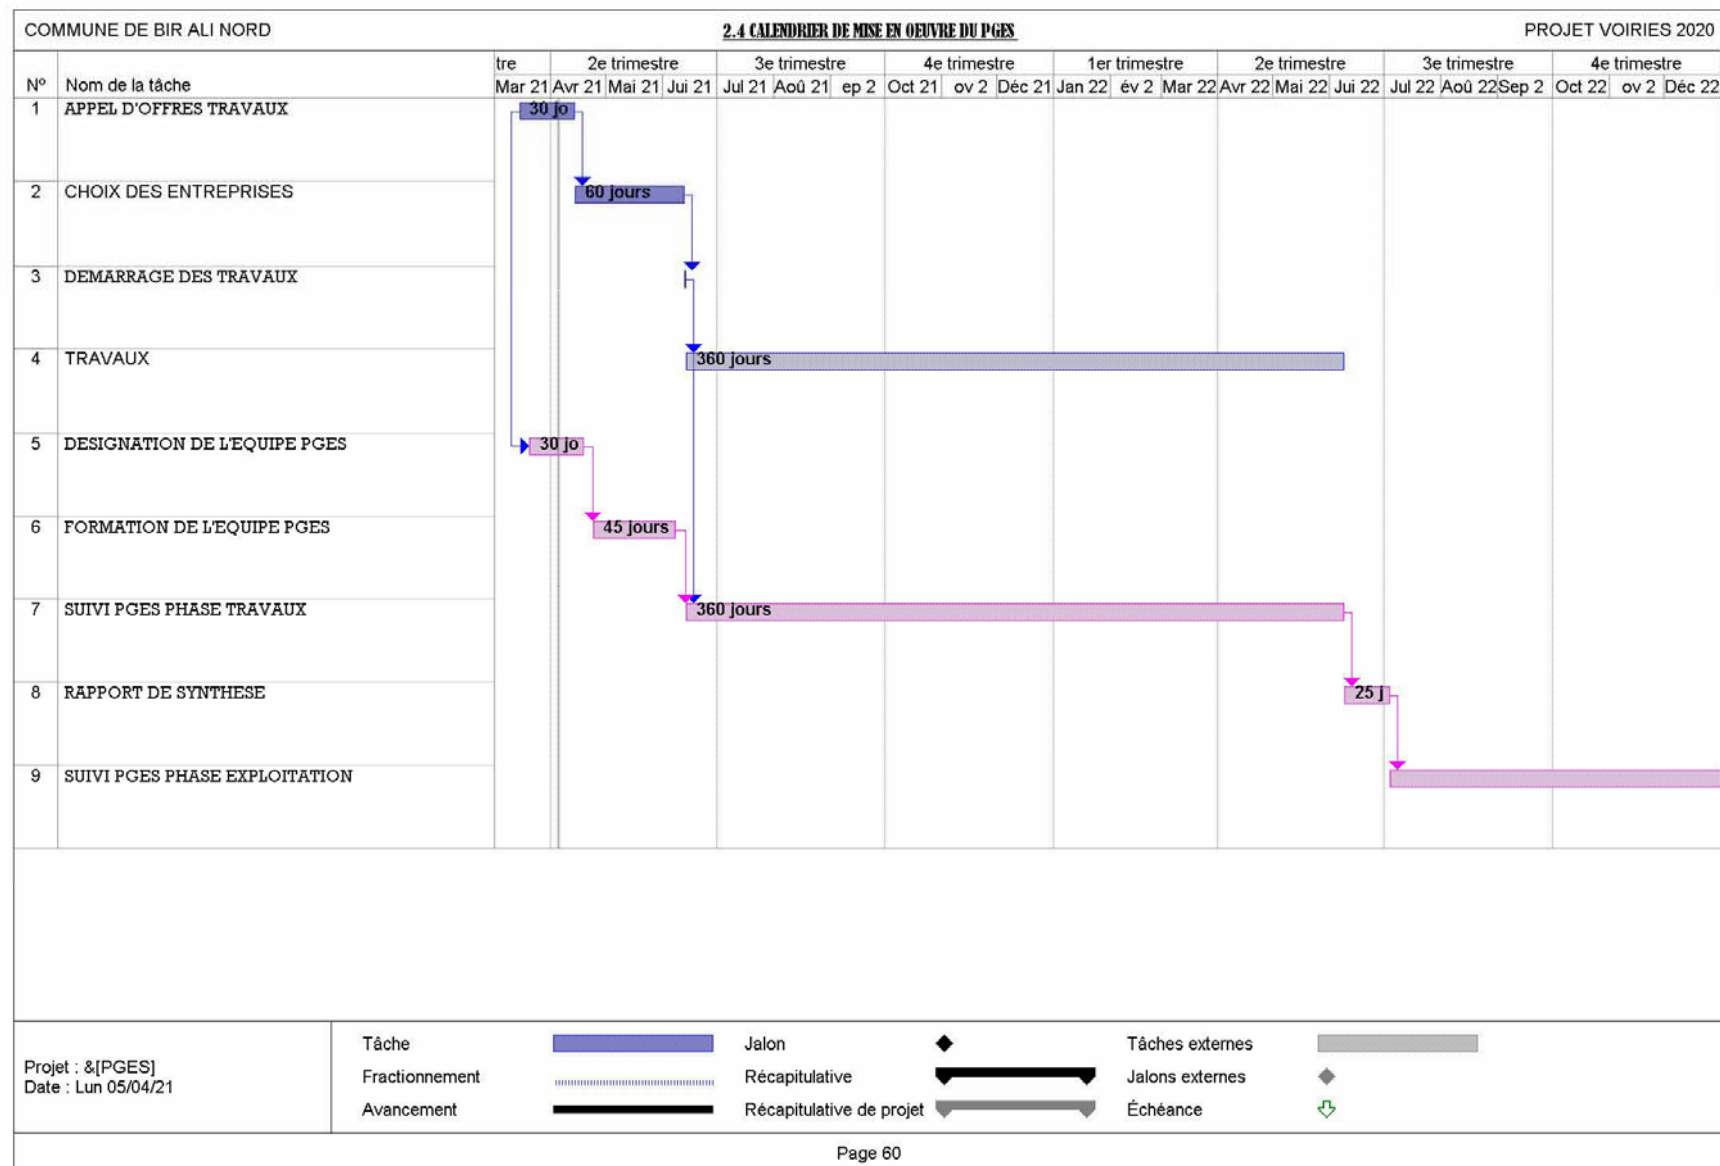 COMMUNE DE BIR ALI NORD 2.4 CALENDRIER DE MISE EN OEUVRE DU PGES PROJET VOIRIES 2020
tre 2e trimestre 3e trimestre 4e trimestre 1er trimestre 2e trimestre 3e trimestre 4e trimestre
N° Nom de la tâche Mar 21 Avr 21 Mai 21 Jui 21 Jul 21 Aoû 21 ep 2 Oct 21 ov 2 Déc 21 Jan 22 év 2 Mar 22 Avr 22 Mai 22 Jui 22 Jul 22 Aoû 22 Sep 2 Oct 22 ov 2 Déc 22
1 APPEL D'OFFRES TRAVAUX 30 jo
2 CHOIX DES ENTREPRISES 60 jours
3 DEMARRAGE DES TRAVAUX
4 TRAVAUX 360 jours
5 DESIGNATION DE L'EQUIPE PGES 30 jo
6 FORMATION DE L'EQUIPE PGES 45 jours
7 SUIVI PGES PHASE TRAVAUX 360 jours
8 RAPPORT DE SYNTHESE 25 j
9 SUIVI PGES PHASE EXPLOITATION
Projet : &[PGES]
Date : Lun 05/04/21
Tâche Jalon Tâches externes
Fractionnement Récapitulative Jalons externes
Avancement Récapitulative de projet Échéance
Page 60